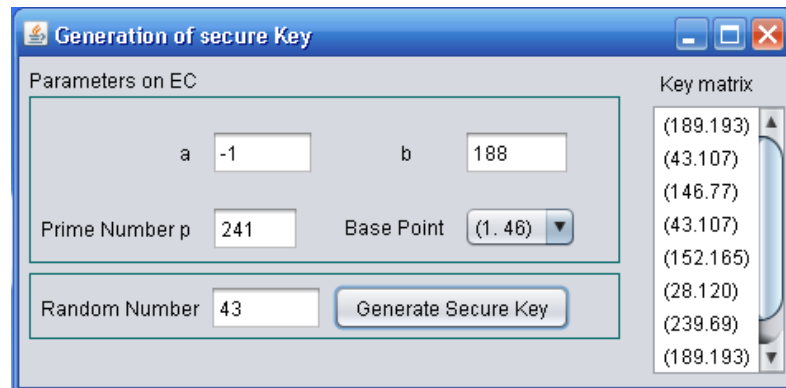 Generation of secure Key
Parameters on EC
a -1 b 188
Prime Number p 241 Base Point (1. 46)
Random Number 43 Generate Secure Key
Key matrix
(189.193)
(43.107)
(146.77)
(43.107)
(152.165)
(28.120)
(239.69)
(189.193)